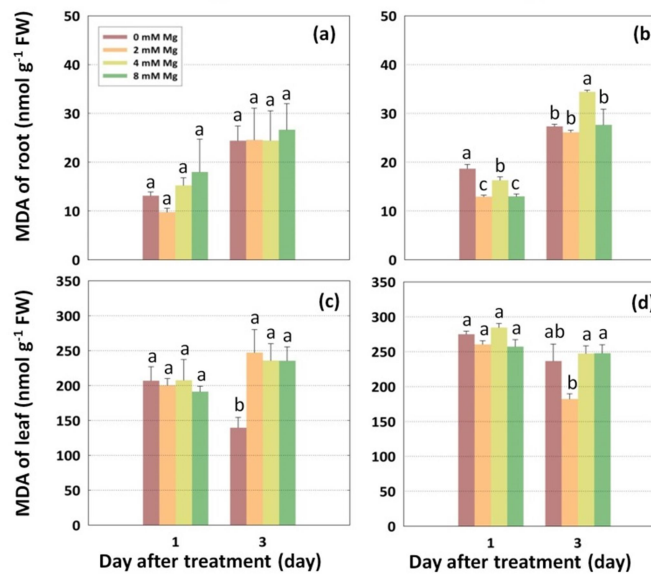 MDA of root (nmol g⁻¹ FW)
50
40
30
20
10
0
(a)
0 mM Mg
2 mM Mg
4 mM Mg
8 mM Mg
a a a a a a a a
50
40
30
20
10
0
(b)
a c b c b b a b
MDA of leaf (nmol g⁻¹ FW)
350
300
250
200
150
100
50
0
(c)
a a a a b a a a
1 3
Day after treatment (day)
350
300
250
200
150
100
50
0
(d)
a a a a ab b a a
1 3
Day after treatment (day)